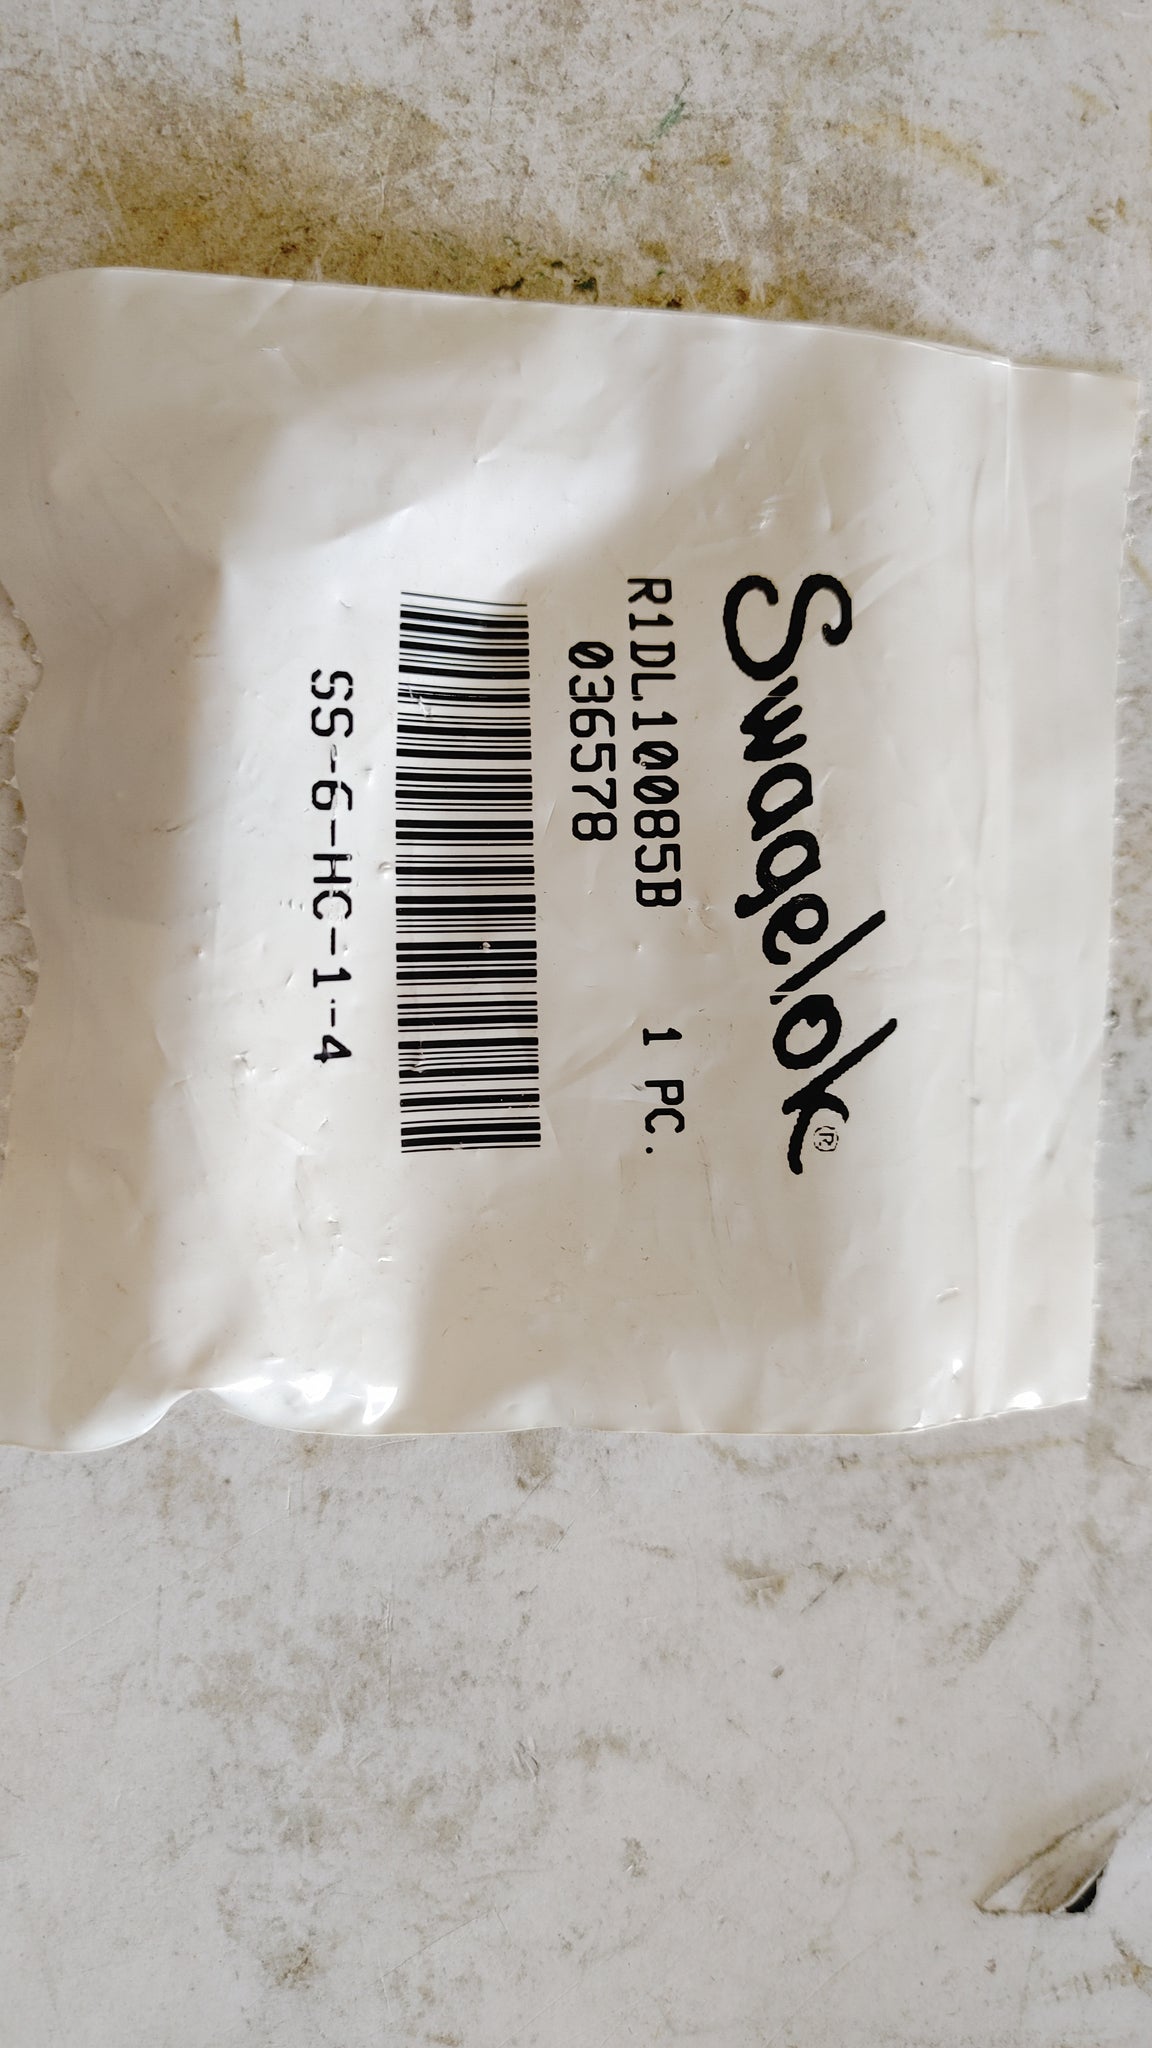 Swagelok®
R1DL10085B 1 PC.
036578
SS-6-HC-1-4